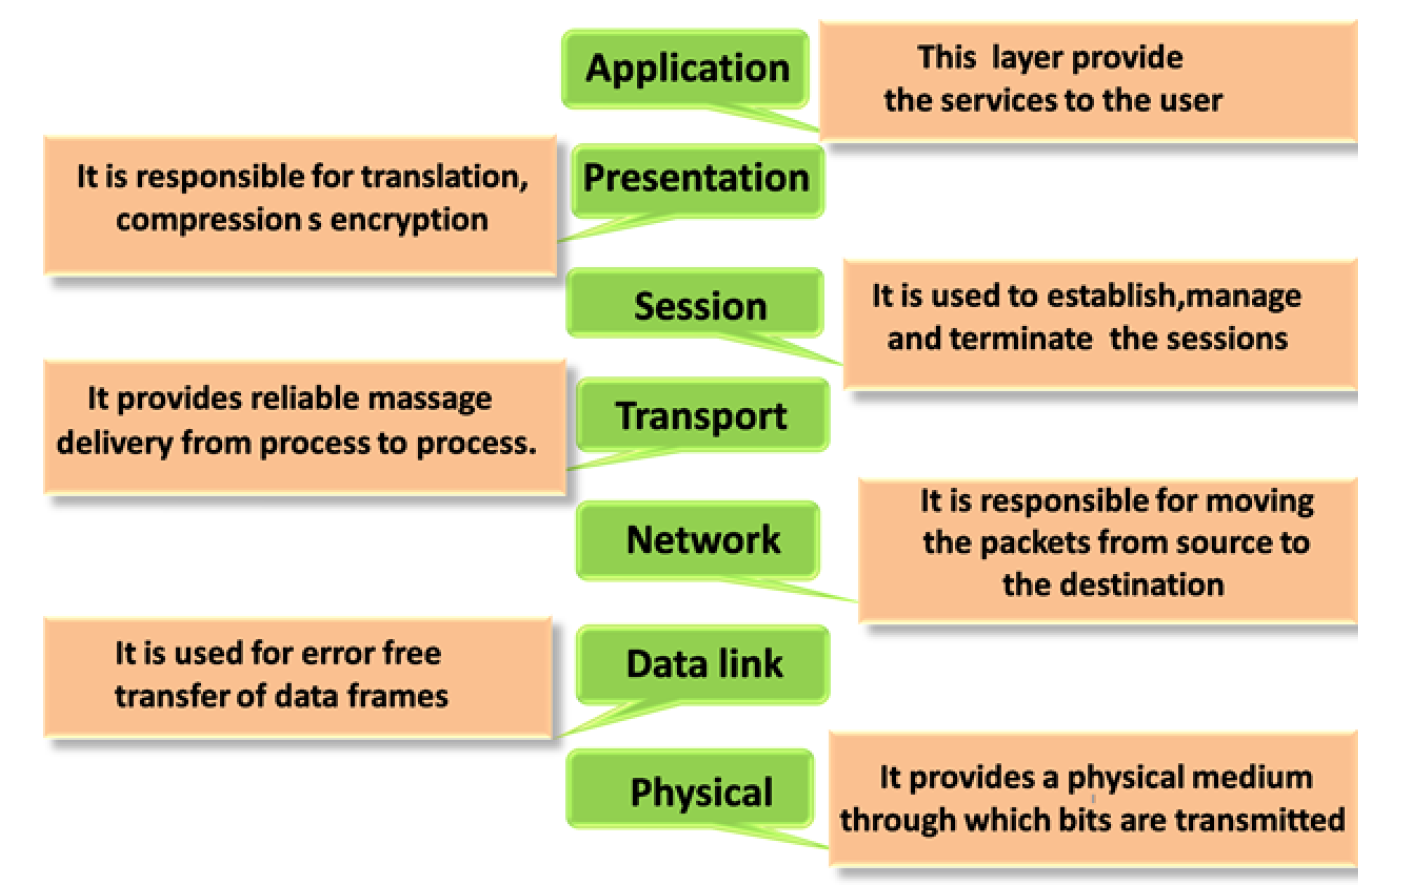 Application
This layer provide
the services to the user
Presentation
It is responsible for translation,
compression s encryption
Session
It is used to establish,manage
and terminate the sessions
Transport
It provides reliable massage
delivery from process to process.
Network
It is responsible for moving
the packets from source to
the destination
Data link
It is used for error free
transfer of data frames
Physical
It provides a physical medium
through which bits are transmitted